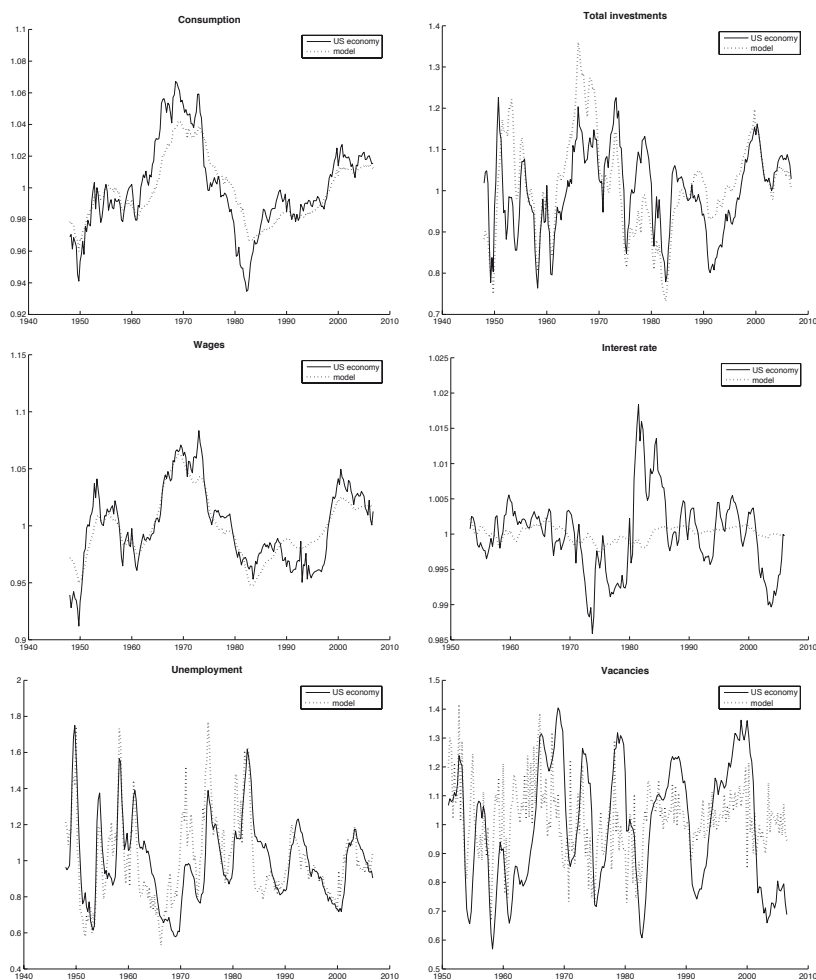 Consumption
US economy
model
1.1
1.08
1.06
1.04
1.02
1
0.98
0.96
0.94
0.92
1940 1950 1960 1970 1980 1990 2000 2010
Total investments
US economy
model
1.4
1.3
1.2
1.1
1
0.9
0.8
0.7
1940 1950 1960 1970 1980 1990 2000 2010
Wages
US economy
model
1.15
1.1
1.05
1
0.95
0.9
1940 1950 1960 1970 1980 1990 2000 2010
Interest rate
US economy
model
1.025
1.02
1.015
1.01
1.005
1
0.995
0.99
0.985
1950 1960 1970 1980 1990 2000 2010
Unemployment
US economy
model
2
1.8
1.6
1.4
1.2
1
0.8
0.6
0.4
1940 1950 1960 1970 1980 1990 2000 2010
Vacancies
US economy
model
1.5
1.4
1.3
1.2
1.1
1
0.9
0.8
0.7
0.6
0.5
1950 1960 1970 1980 1990 2000 2010